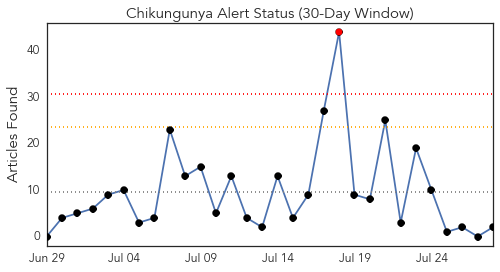 Chikungunya Alert Status (30-Day Window)
Articles Found
40
30
20
10
0
Jun 29 Jul 04 Jul 09 Jul 14 Jul 19 Jul 24